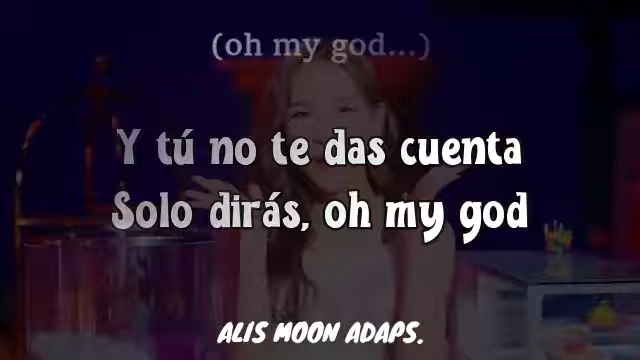 (oh my god...)
Y tú no te das cuenta
Solo dirás, oh my god
ALIS MOON ADAPS.